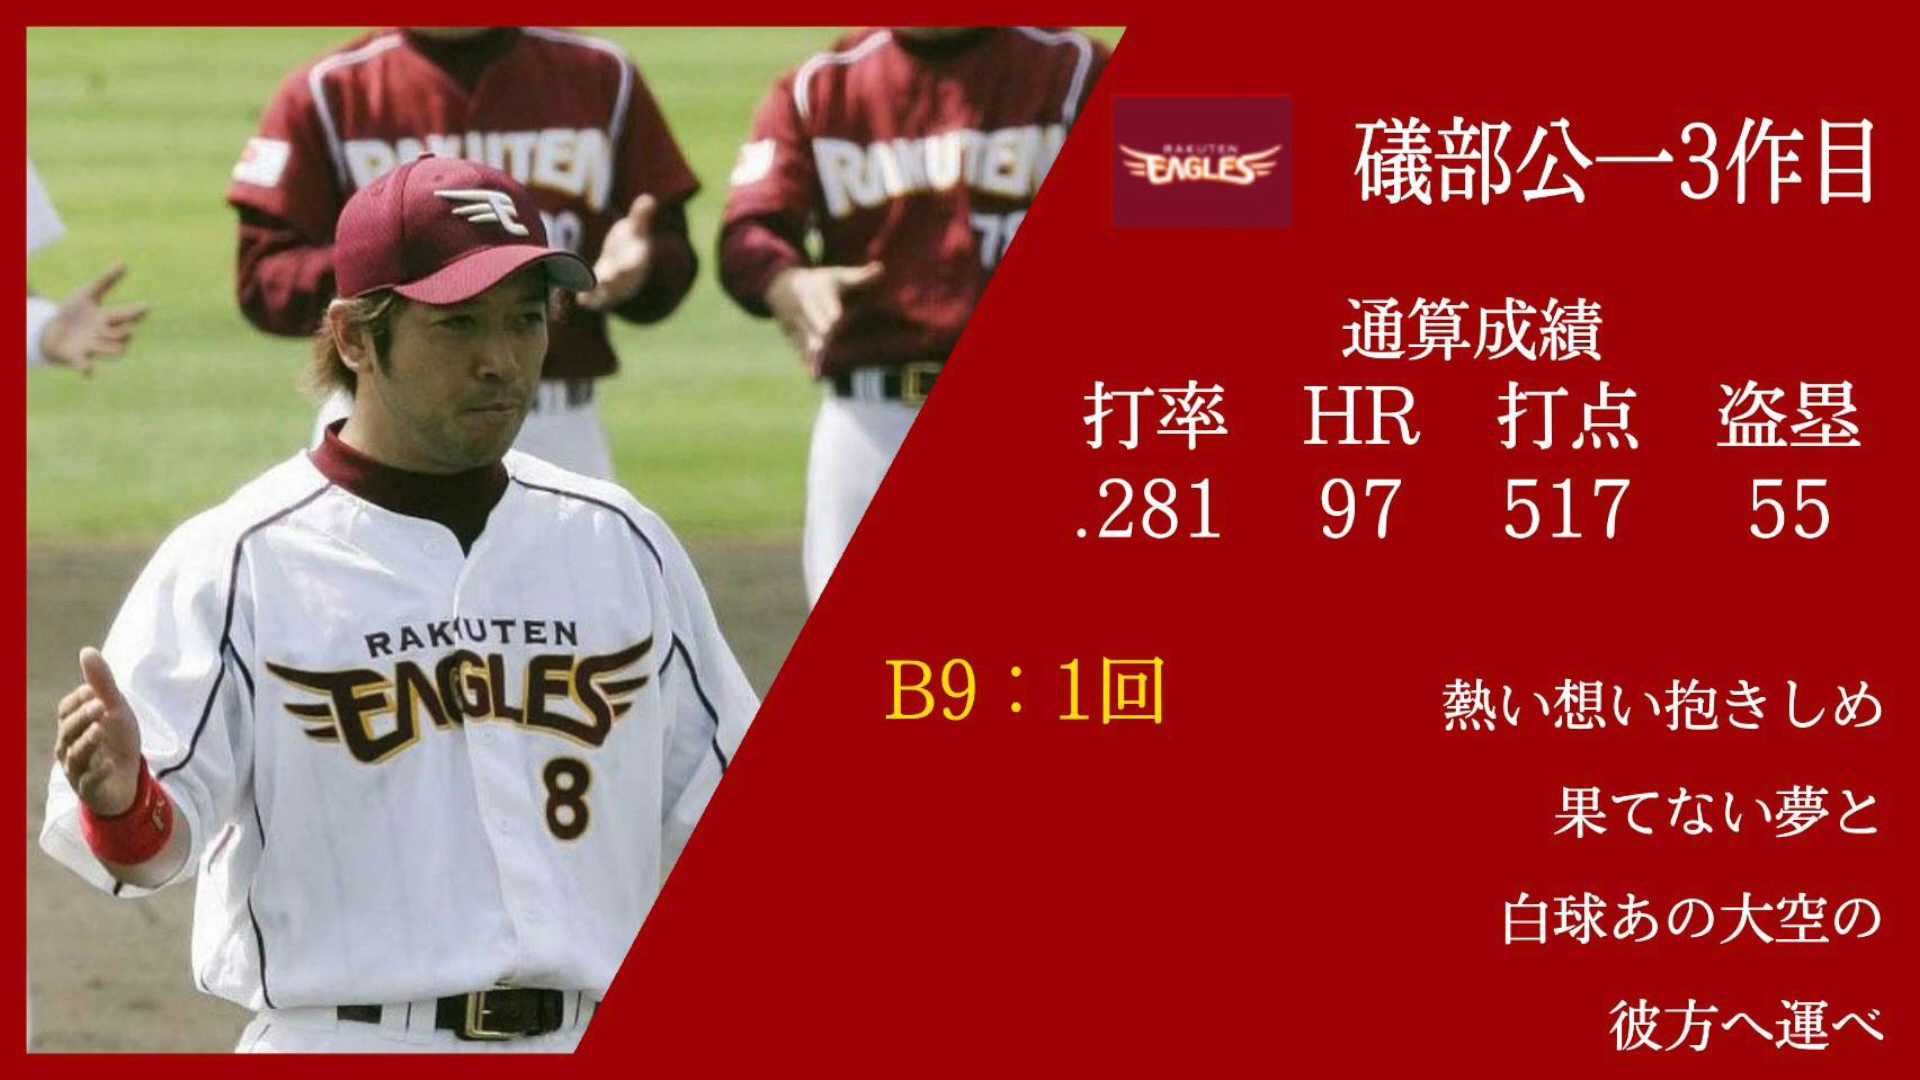 RAKUTEN
RAKUTEN
RAKUTEN
EAGLES
8
RAKUTEN
EAGLES
礒部公一3作目
通算成績
打率 HR 打点 盗塁
.281 97 517 55
B9：1回
熱い想い抱きしめ
果てない夢と
白球あの大空の
彼方へ運べ